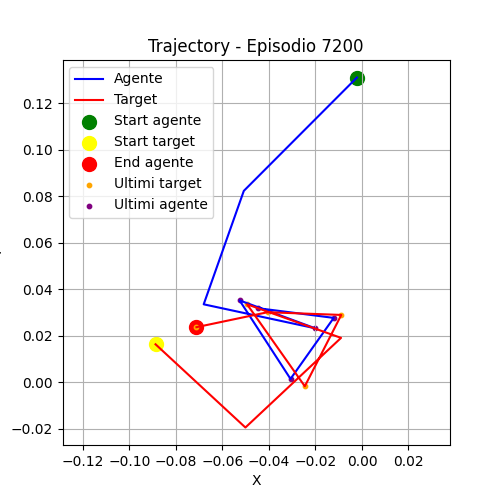 Trajectory - Episodio 7200
Agente
Target
Start agente
Start target
End agente
Ultimi target
Ultimi agente
0.12
0.10
0.08
0.06
0.04
0.02
0.00
−0.02
−0.12 −0.10 −0.08 −0.06 −0.04 −0.02 0.00 0.02
X